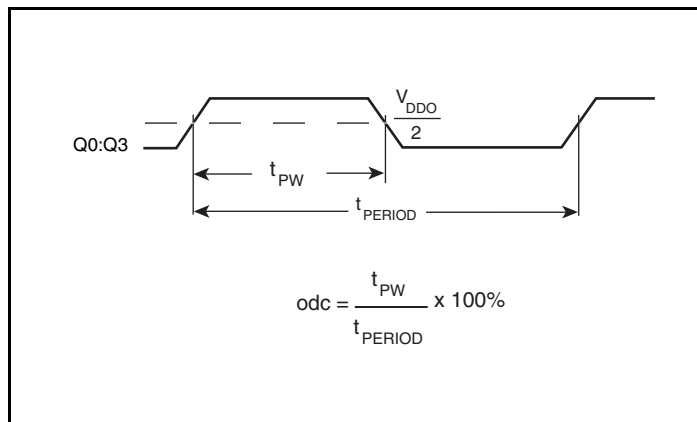 V_DDO
2
Q0:Q3
t_PW
t_PERIOD
t_PW
odc = x 100%
t_PERIOD